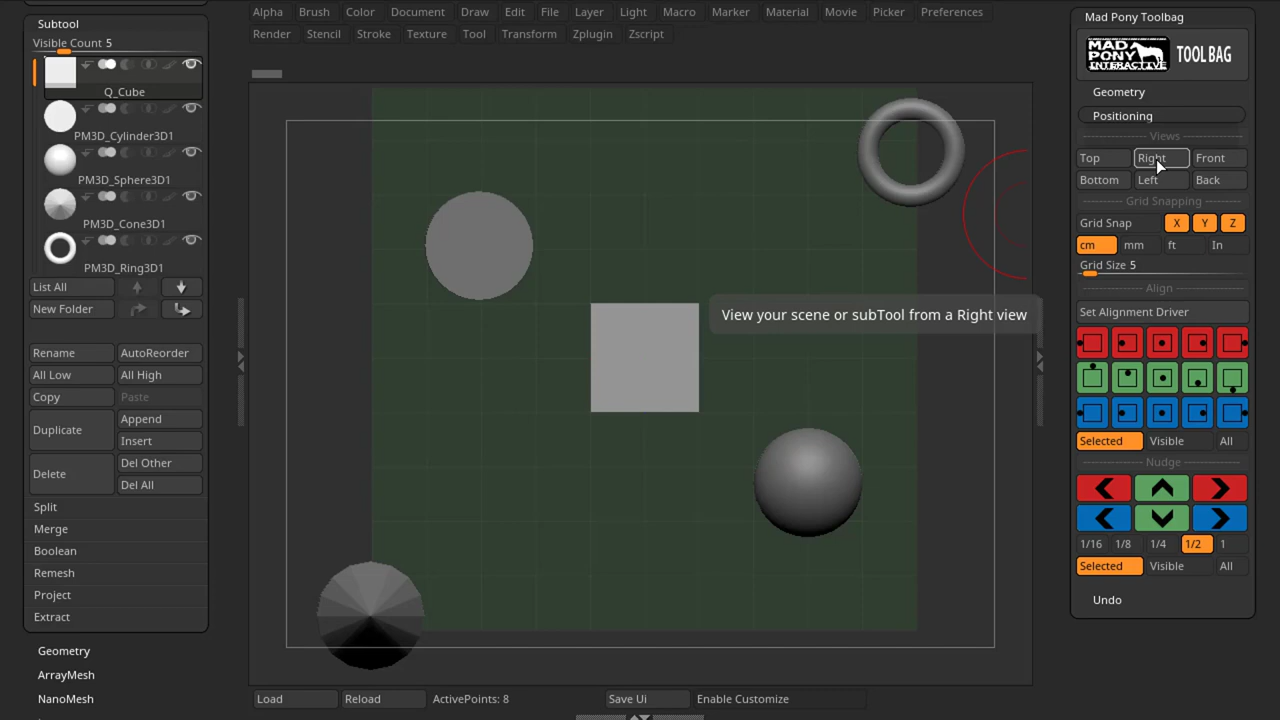 Subtool
Visible Count 5
Q_Cube
PM3D_Cylinder3D1
PM3D_Sphere3D1
PM3D_Cone3D1
PM3D_Ring3D1
List All
New Folder
Rename AutoReorder
All Low All High
Copy Paste
Duplicate Append
Insert
Delete Del Other
Del All
Split
Merge
Boolean
Remesh
Project
Extract
Geometry
ArrayMesh
NanoMesh
Alpha Brush Color Document Draw Edit File Layer Light Macro Marker Material Movie Picker Preferences
Render Stencil Stroke Texture Tool Transform Zplugin Zscript
View your scene or subTool from a Right view
Load Reload ActivePoints: 8 Save Ui Enable Customize
Mad Pony Toolbag
MAD PONY INTERACTIVE TOOL BAG
Geometry
Positioning
Views
Top Right Front
Bottom Left Back
Grid Snapping
Grid Snap X Y Z
cm mm ft In
Grid Size 5
Align
Set Alignment Driver
Selected Visible All
Nudge
1/16 1/8 1/4 1/2 1
Selected Visible All
Undo